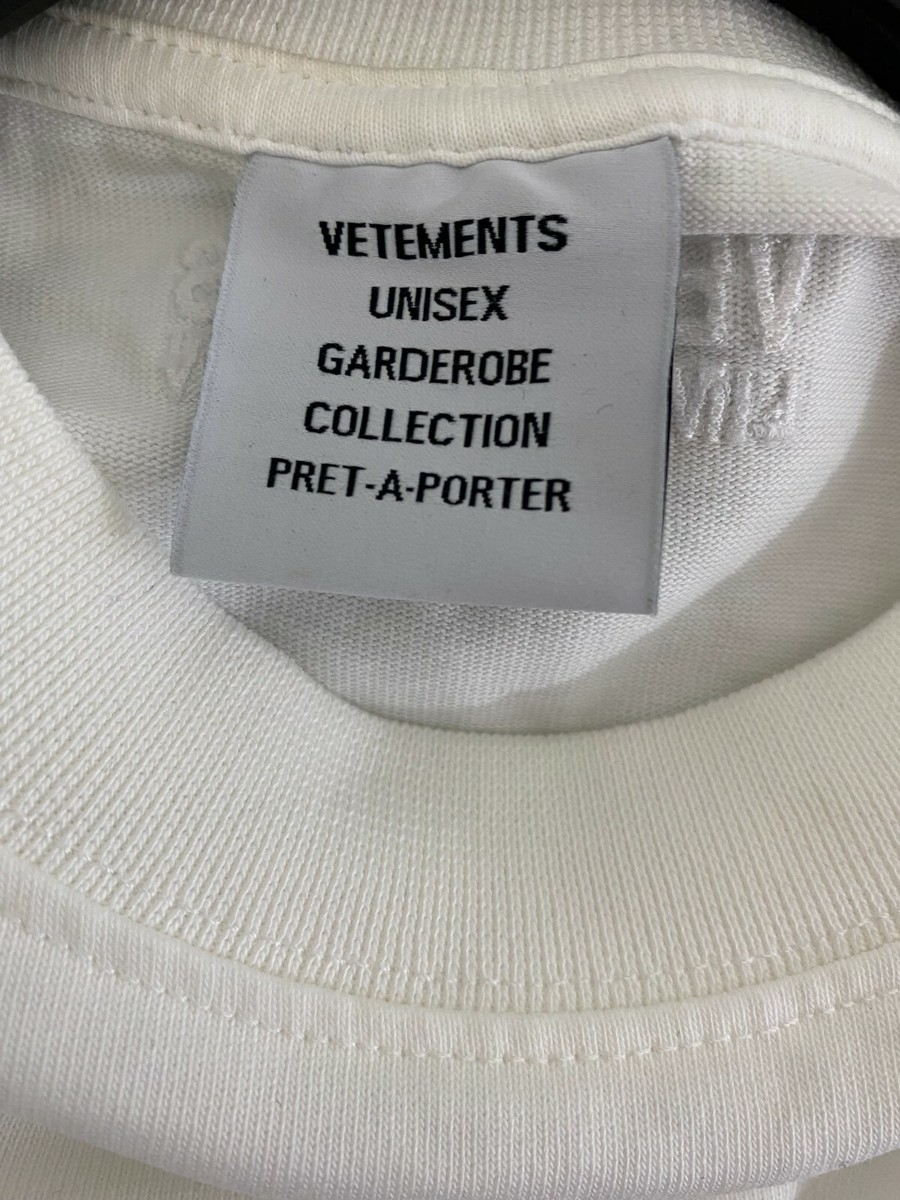 VETEMENTS
UNISEX
GARDEROBE
COLLECTION
PRET-A-PORTER